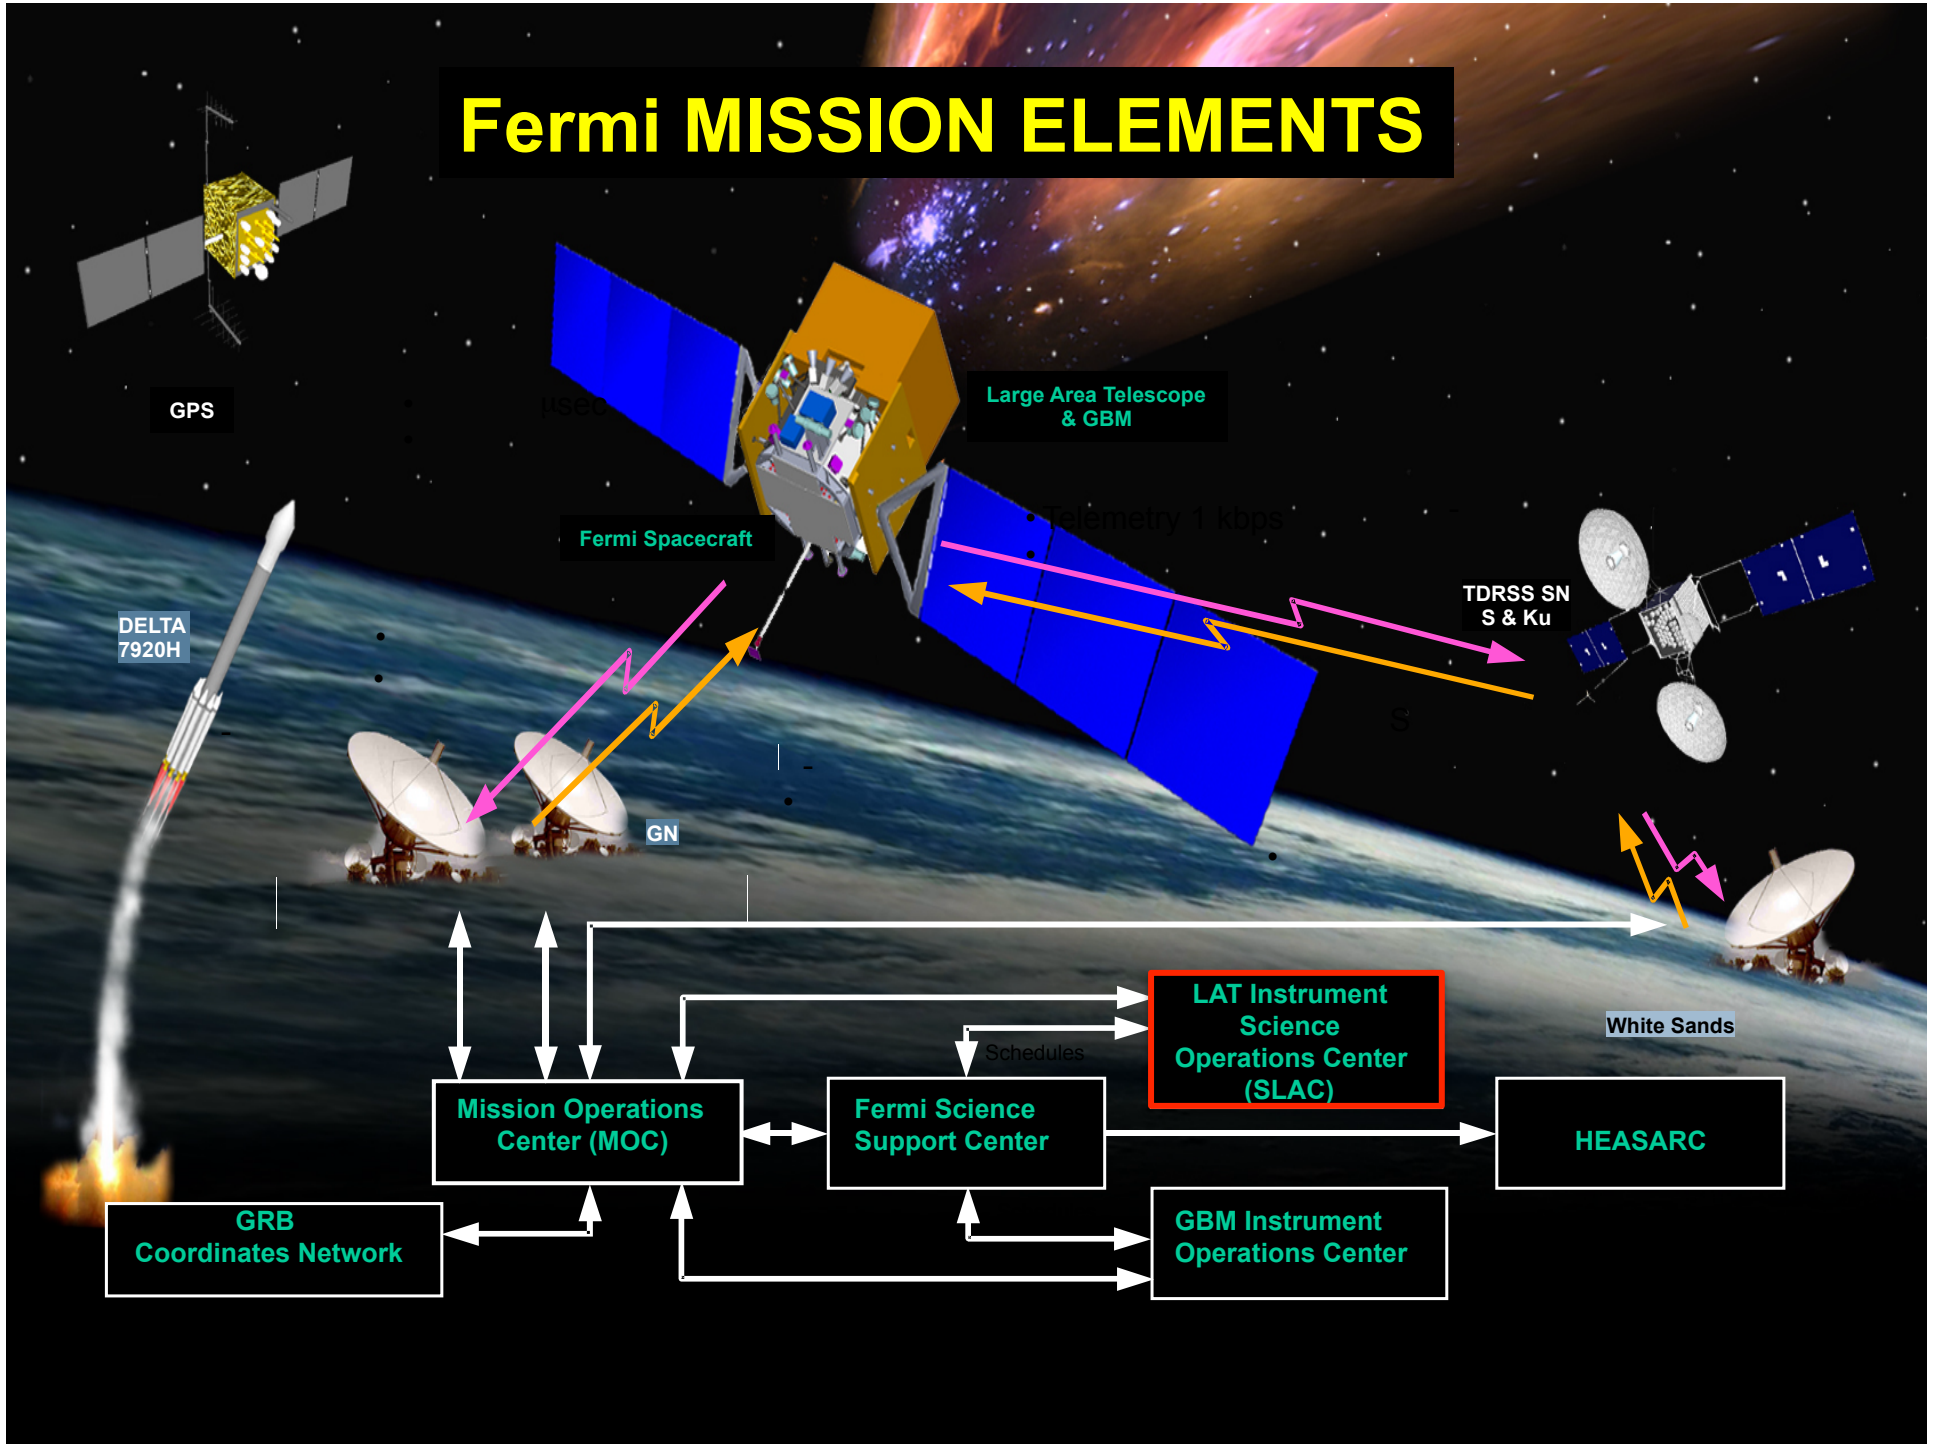 Fermi MISSION ELEMENTS
GPS
µsec
Large Area Telescope
& GBM
Telemetry 1 kbps
Fermi Spacecraft
TDRSS SN
S & Ku
DELTA
7920H
S
GN
White Sands
LAT Instrument
Science
Operations Center
(SLAC)
Schedules
Mission Operations
Center (MOC)
Fermi Science
Support Center
HEASARC
GRB
Coordinates Network
GBM Instrument
Operations Center